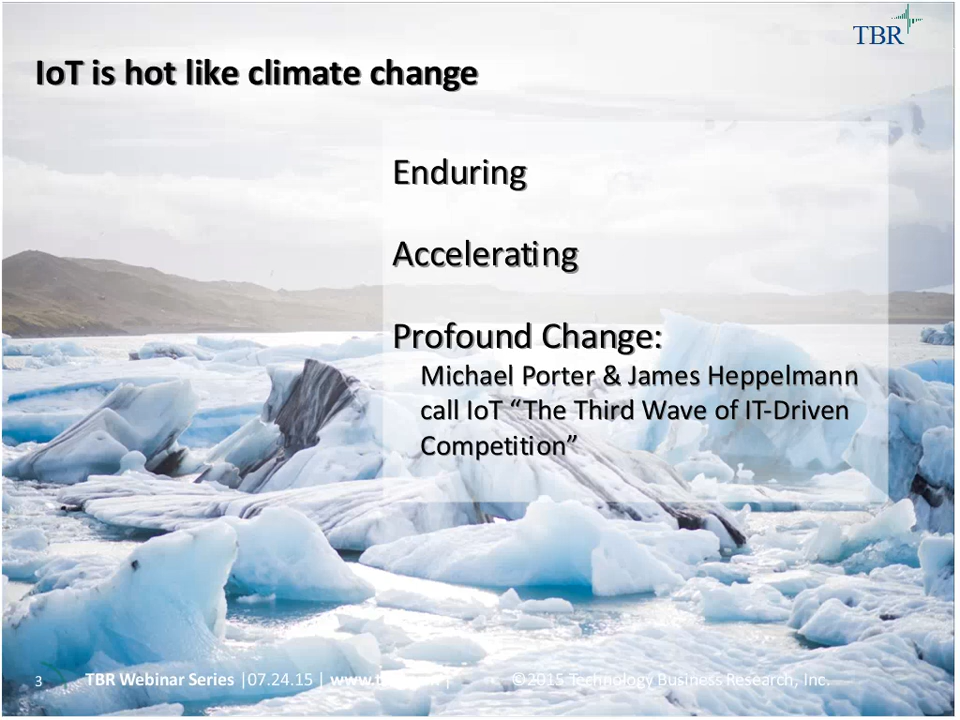 TBR
IoT is hot like climate change
Enduring
Accelerating
Profound Change:
Michael Porter & James Heppelmann
call IoT “The Third Wave of IT-Driven
Competition”
3 TBR Webinar Series |07.24.15 | | ©2015 Technology Business Research, Inc.